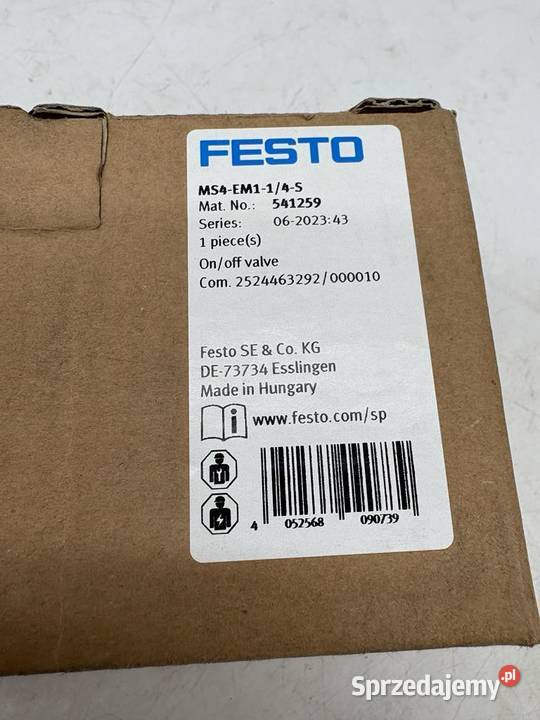 FESTO
MS4-EM1-1/4-S
Mat. No.: 541259
Series: 06-2023:43
1 piece(s)
On/off valve
Com. 2524463292/000010
Festo SE & Co. KG
DE-73734 Esslingen
Made in Hungary
i www.festo.com/sp
4 052568 090739
Sprzedajemy.pl